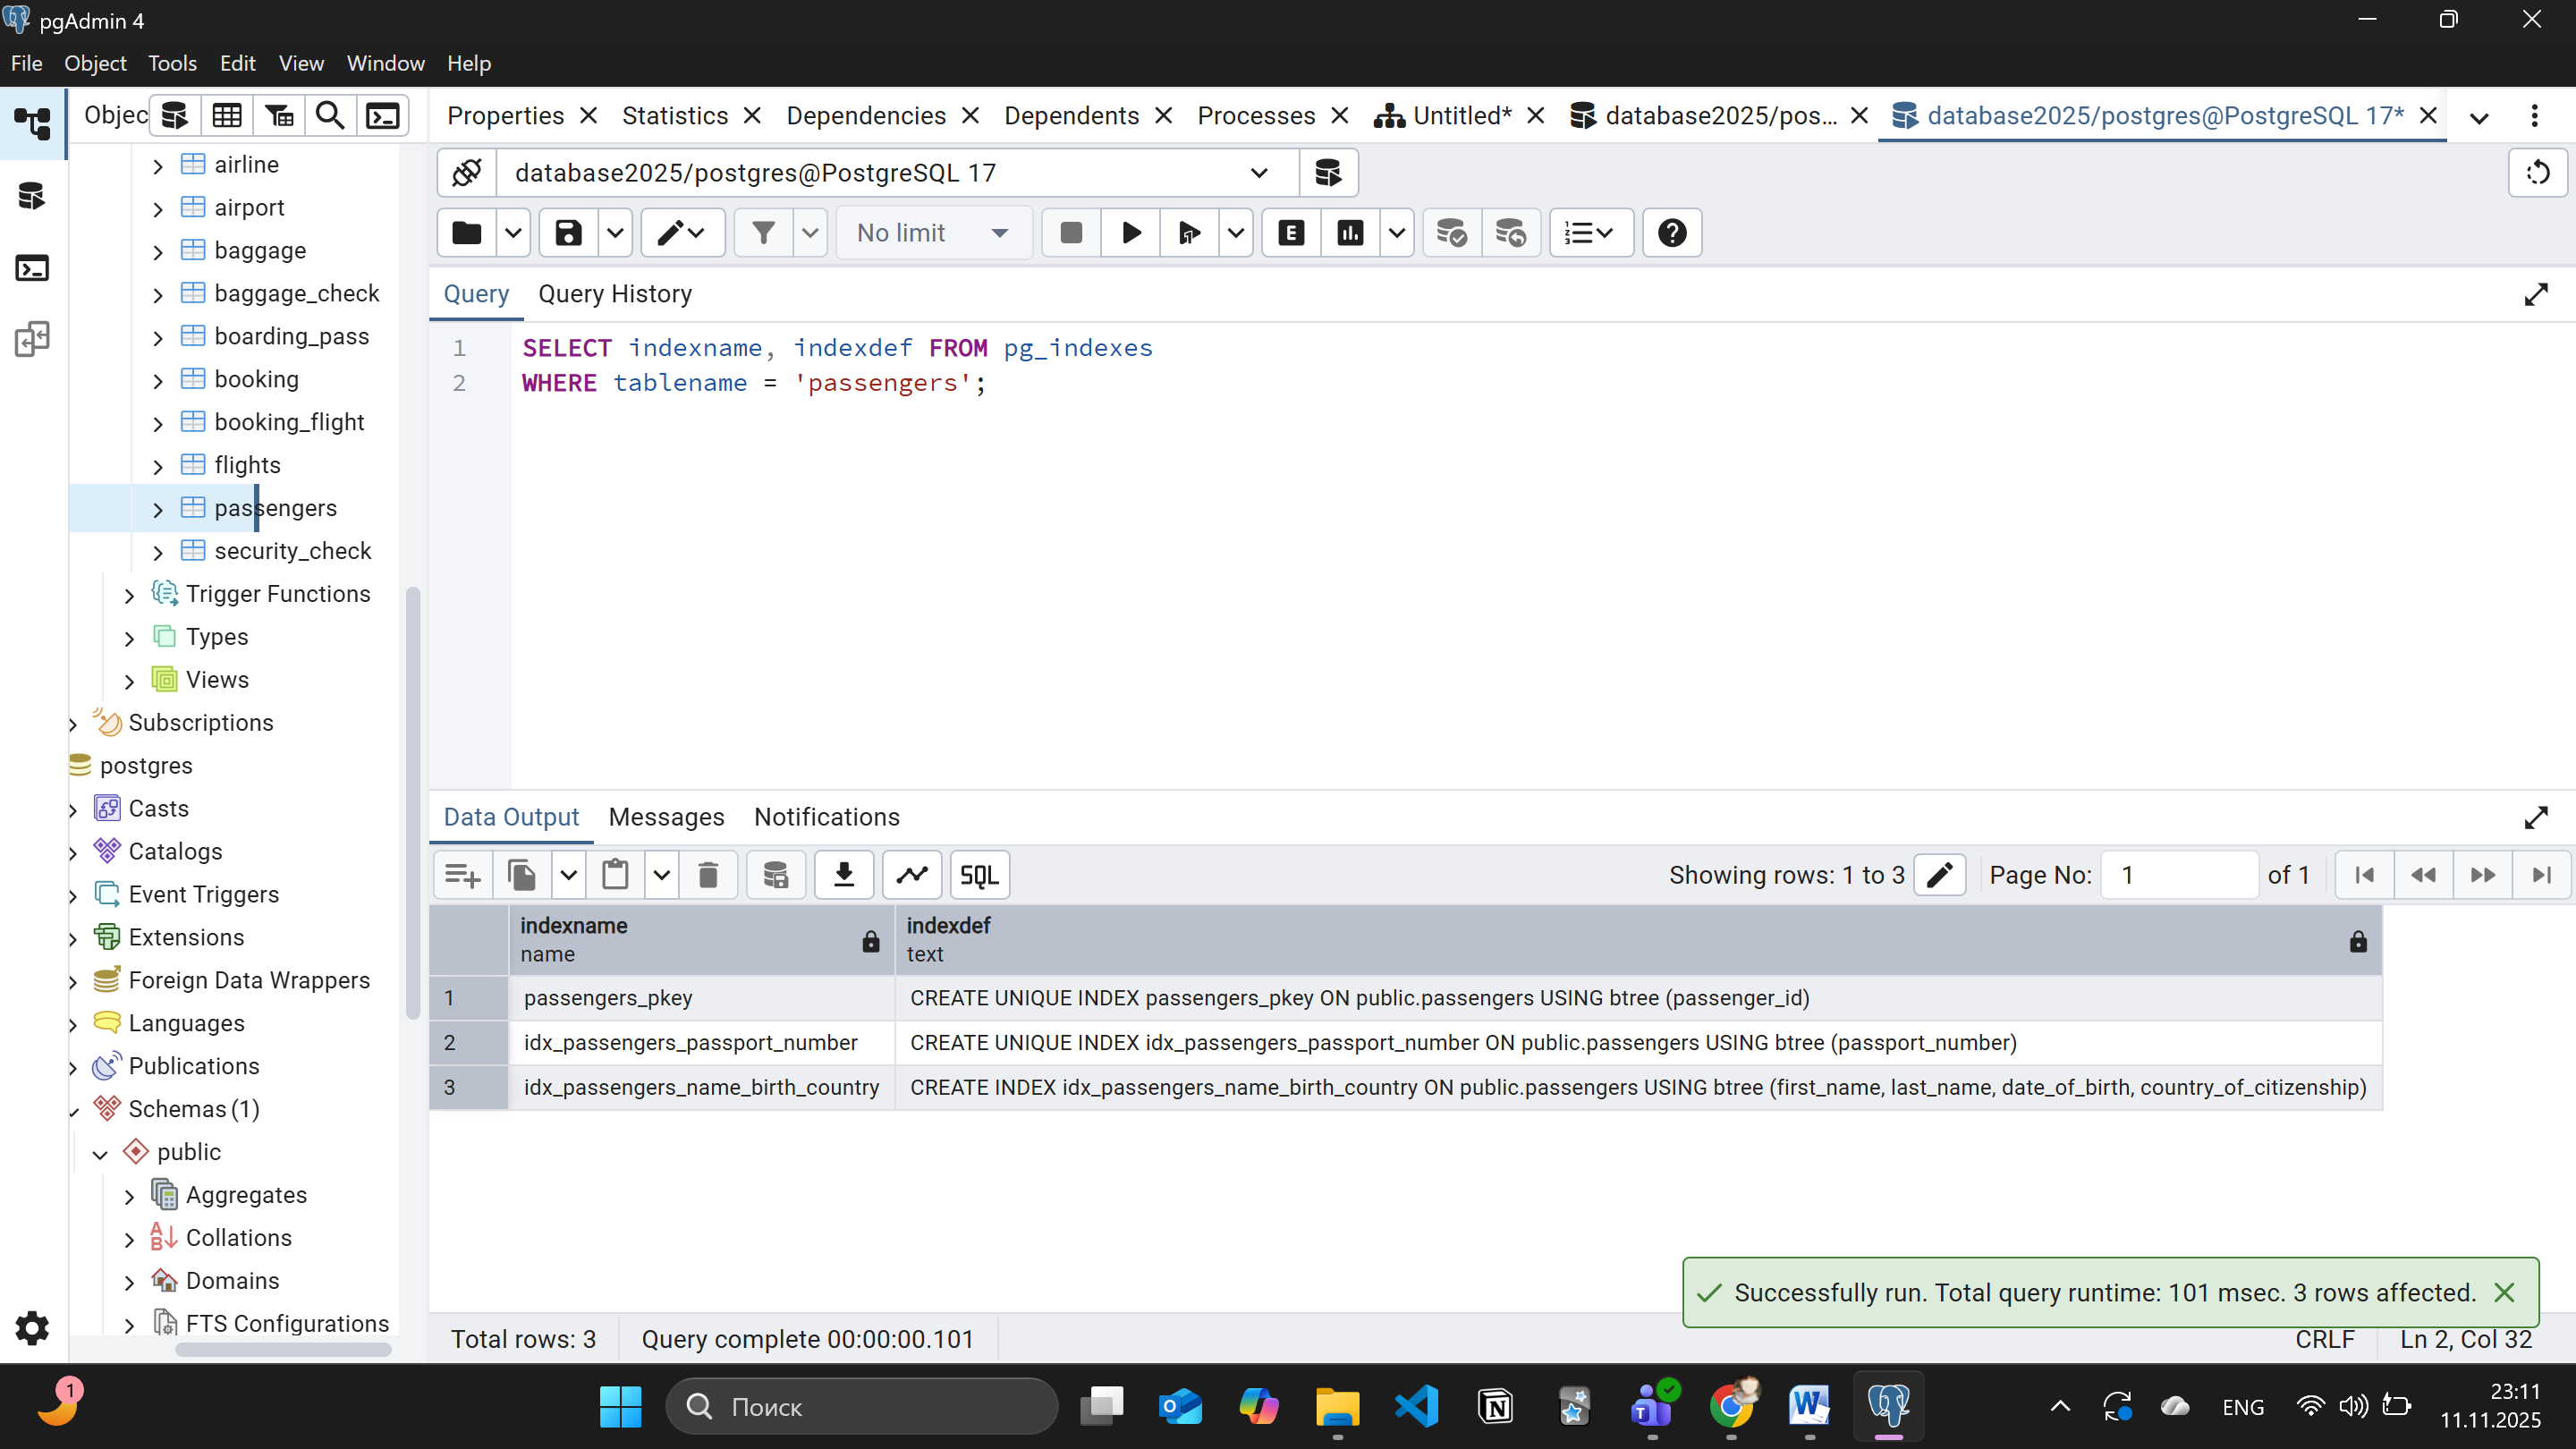 pgAdmin 4
File Object Tools Edit View Window Help
Objec
Properties Statistics Dependencies Dependents Processes Untitled* database2025/pos... database2025/postgres@PostgreSQL 17*
database2025/postgres@PostgreSQL 17
No limit
E
Query Query History
1 SELECT indexname, indexdef FROM pg_indexes
2 WHERE tablename = 'passengers';
airline
airport
baggage
baggage_check
boarding_pass
booking
booking_flight
flights
passengers
security_check
Trigger Functions
Types
Views
Subscriptions
postgres
Casts
Catalogs
Event Triggers
Extensions
Foreign Data Wrappers
Languages
Publications
Schemas (1)
public
Aggregates
Collations
Domains
FTS Configurations
Data Output Messages Notifications
SQL Showing rows: 1 to 3 Page No: 1 of 1
indexname indexdef
name text
1 passengers_pkey CREATE UNIQUE INDEX passengers_pkey ON public.passengers USING btree (passenger_id)
2 idx_passengers_passport_number CREATE UNIQUE INDEX idx_passengers_passport_number ON public.passengers USING btree (passport_number)
3 idx_passengers_name_birth_country CREATE INDEX idx_passengers_name_birth_country ON public.passengers USING btree (first_name, last_name, date_of_birth, country_of_citizenship)
Successfully run. Total query runtime: 101 msec. 3 rows affected.
Total rows: 3 Query complete 00:00:00.101 CRLF Ln 2, Col 32
1
Поиск
ENG
23:11
11.11.2025